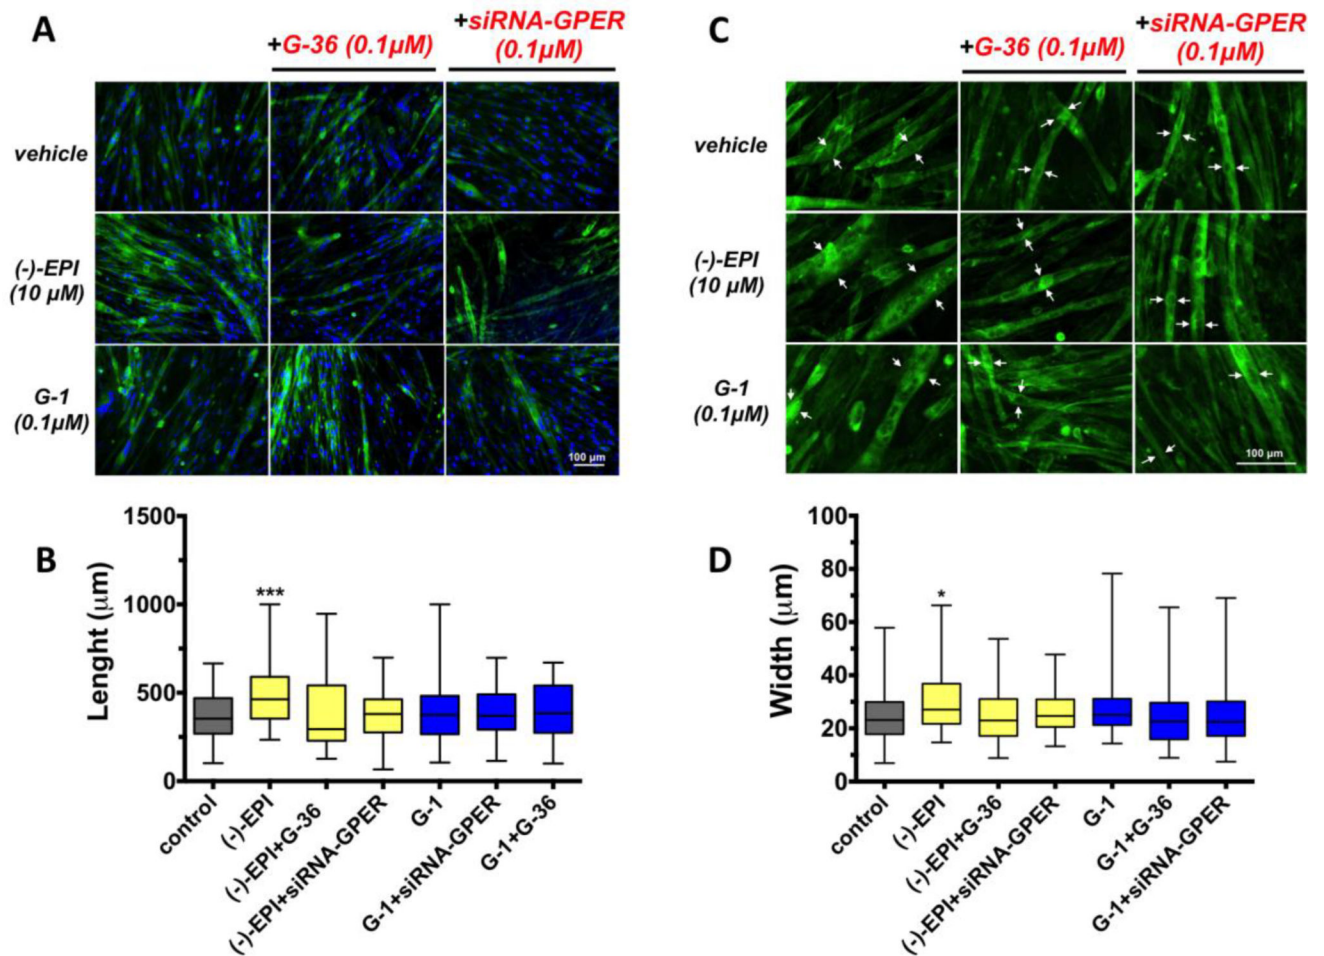 A
+G-36 (0.1µM)
+siRNA-GPER
(0.1µM)
vehicle
(-)-EPI
(10 µM)
G-1
(0.1µM)
100 µm
C
+G-36 (0.1µM)
+siRNA-GPER
(0.1µM)
vehicle
(-)-EPI
(10 µM)
G-1
(0.1µM)
100 µm
B
Lenght (µm)
1500
1000
500
0
***
control
(-)-EPI
(-)-EPI+G-36
(-)-EPI+siRNA-GPER
G-1
G-1+siRNA-GPER
G-1+G-36
D
Width (µm)
100
80
60
40
20
0
*
control
(-)-EPI
(-)-EPI+G-36
(-)-EPI+siRNA-GPER
G-1
G-1+G-36
G-1+siRNA-GPER